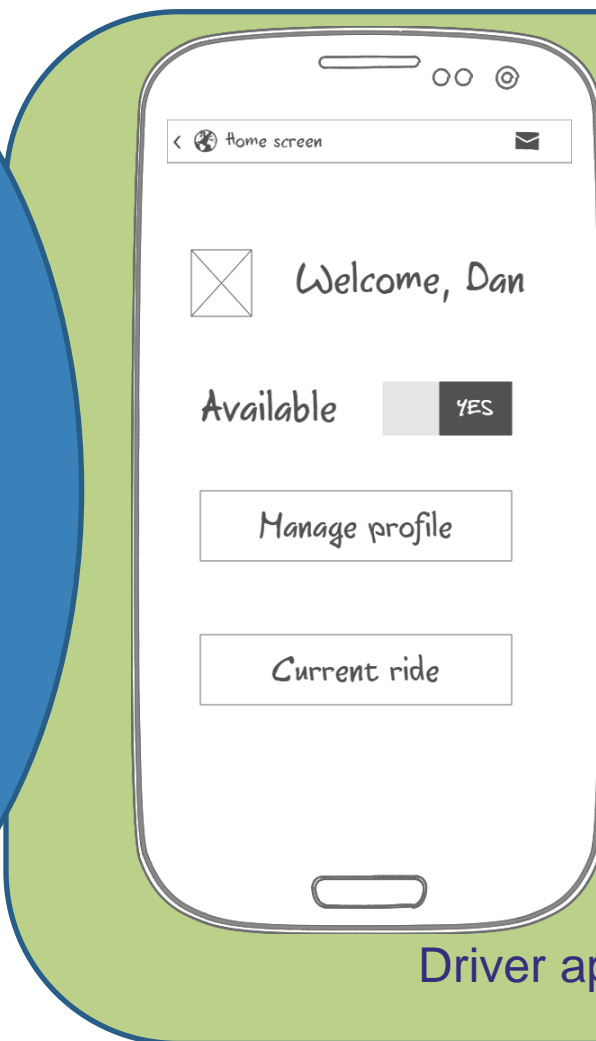 Home screen
Welcome, Dan
Available YES
Manage profile
Current ride
Driver ap